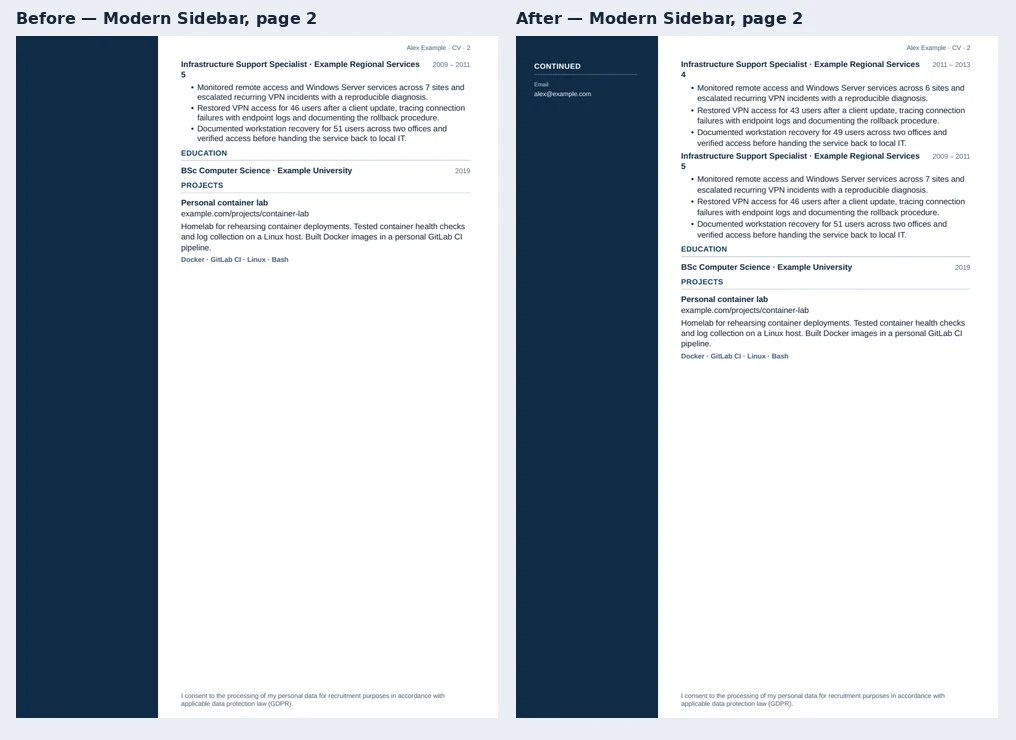 Before — Modern Sidebar, page 2
Alex Example · CV · 2
Infrastructure Support Specialist · Example Regional Services 2009 – 2011
5
• Monitored remote access and Windows Server services across 7 sites and
escalated recurring VPN incidents with a reproducible diagnosis.
• Restored VPN access for 46 users after a client update, tracing connection
failures with endpoint logs and documenting the rollback procedure.
• Documented workstation recovery for 51 users across two offices and
verified access before handing the service back to local IT.
EDUCATION
BSc Computer Science · Example University 2019
PROJECTS
Personal container lab
example.com/projects/container-lab
Homelab for rehearsing container deployments. Tested container health checks
and log collection on a Linux host. Built Docker images in a personal GitLab CI
pipeline.
Docker · GitLab CI · Linux · Bash
I consent to the processing of my personal data for recruitment purposes in accordance with
applicable data protection law (GDPR).
After — Modern Sidebar, page 2
CONTINUED
Email
alex@example.com
Alex Example · CV · 2
Infrastructure Support Specialist · Example Regional Services 2011 – 2013
4
• Monitored remote access and Windows Server services across 6 sites and
escalated recurring VPN incidents with a reproducible diagnosis.
• Restored VPN access for 43 users after a client update, tracing connection
failures with endpoint logs and documenting the rollback procedure.
• Documented workstation recovery for 49 users across two offices and
verified access before handing the service back to local IT.
Infrastructure Support Specialist · Example Regional Services 2009 – 2011
5
• Monitored remote access and Windows Server services across 7 sites and
escalated recurring VPN incidents with a reproducible diagnosis.
• Restored VPN access for 46 users after a client update, tracing connection
failures with endpoint logs and documenting the rollback procedure.
• Documented workstation recovery for 51 users across two offices and
verified access before handing the service back to local IT.
EDUCATION
BSc Computer Science · Example University 2019
PROJECTS
Personal container lab
example.com/projects/container-lab
Homelab for rehearsing container deployments. Tested container health checks
and log collection on a Linux host. Built Docker images in a personal GitLab CI
pipeline.
Docker · GitLab CI · Linux · Bash
I consent to the processing of my personal data for recruitment purposes in accordance with
applicable data protection law (GDPR).